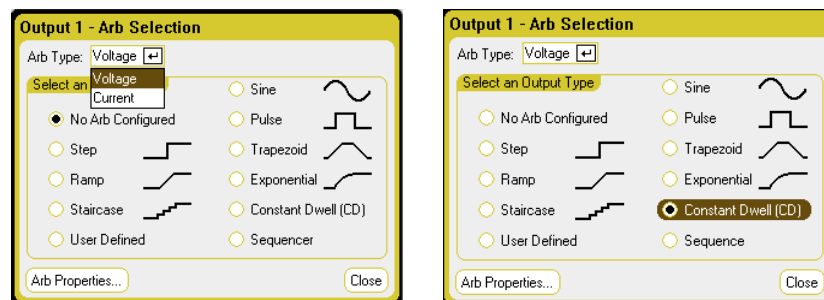 Output 1 - Arb Selection
Arb Type: Voltage
Voltage
Current
Select an
No Arb Configured
Step
Ramp
Staircase
User Defined
Sine
Pulse
Trapezoid
Exponential
Constant Dwell (CD)
Sequencer
Arb Properties...
Close
Output 1 - Arb Selection
Arb Type: Voltage
Select an Output Type
No Arb Configured
Step
Ramp
Staircase
User Defined
Sine
Pulse
Trapezoid
Exponential
Constant Dwell (CD)
Sequence
Arb Properties...
Close